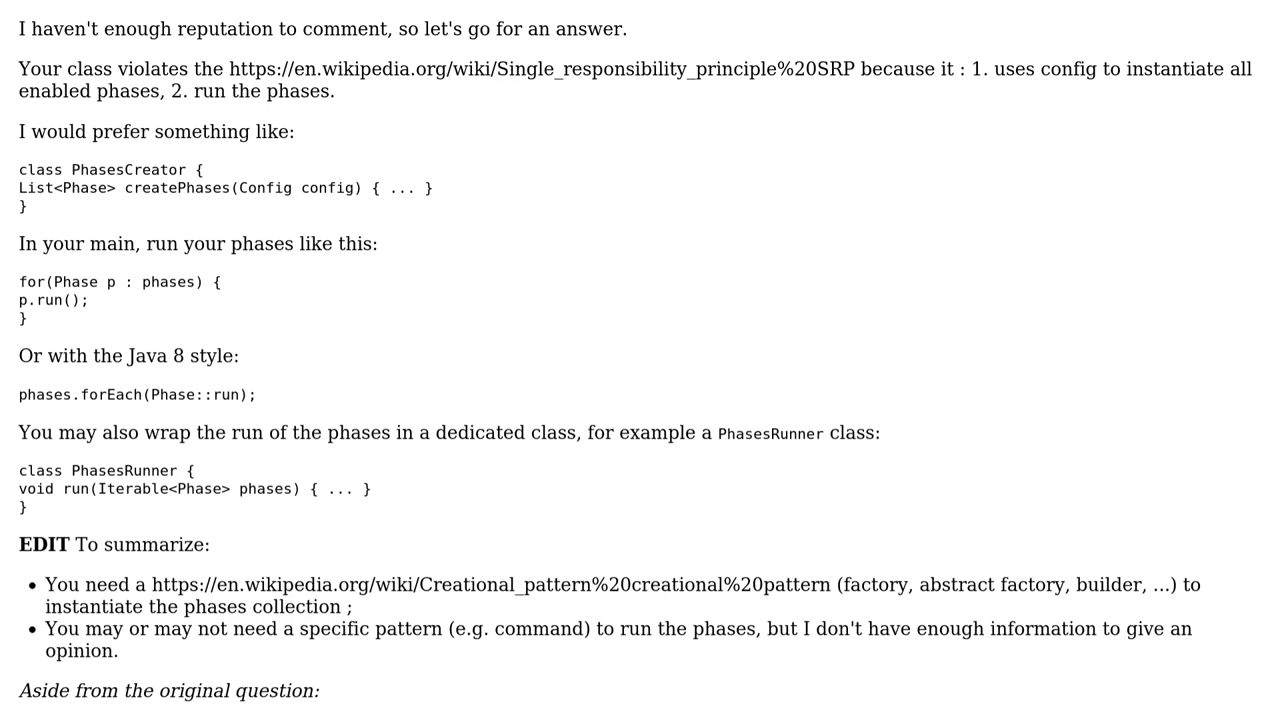 I haven't enough reputation to comment, so let's go for an answer.
Your class violates the https://en.wikipedia.org/wiki/Single_responsibility_principle%20SRP because it : 1. uses config to instantiate all
enabled phases, 2. run the phases.
I would prefer something like:
class PhasesCreator {
List<Phase> createPhases(Config config) { ... }
}
In your main, run your phases like this:
for(Phase p : phases) {
p.run();
}
Or with the Java 8 style:
phases.forEach(Phase::run);
You may also wrap the run of the phases in a dedicated class, for example a PhasesRunner class:
class PhasesRunner {
void run(Iterable<Phase> phases) { ... }
}
EDIT To summarize:
• You need a https://en.wikipedia.org/wiki/Creational_pattern%20creational%20pattern (factory, abstract factory, builder, ...) to
instantiate the phases collection ;
• You may or may not need a specific pattern (e.g. command) to run the phases, but I don't have enough information to give an
opinion.
Aside from the original question: